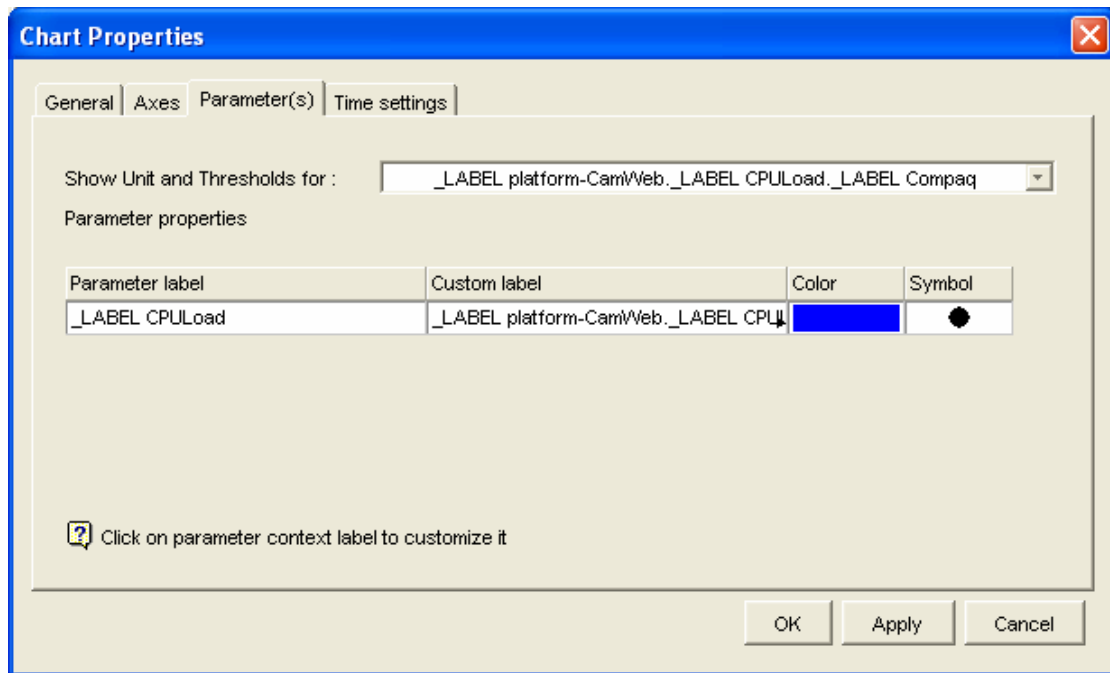 Chart Properties
General Axes Parameter(s) Time settings
Show Unit and Thresholds for : _LABEL platform-CamWeb._LABEL CPULoad._LABEL Compaq
Parameter properties
Parameter label Custom label Color Symbol
_LABEL CPULoad _LABEL platform-CamWeb._LABEL CPU
Click on parameter context label to customize it
OK Apply Cancel